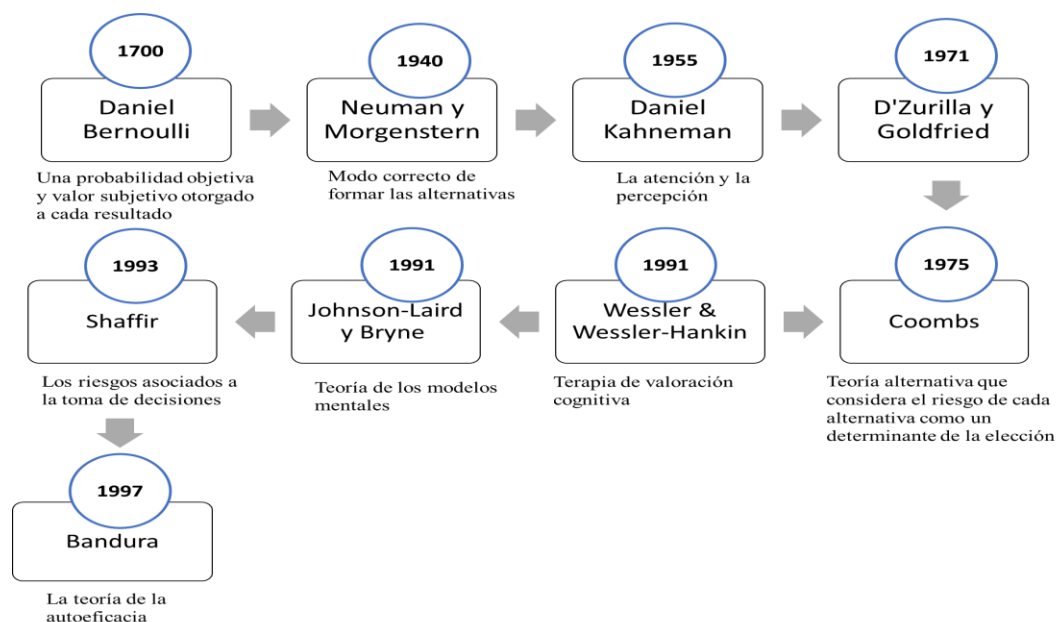 1700
Daniel
Bernoulli
Una probabilidad objetiva
y valor subjetivo otorgado
a cada resultado
1940
Neuman y
Morgenstern
Modo correcto de
formar las alternativas
1955
Daniel
Kahneman
La atención y la
percepción
1971
D'Zurilla y
Goldfried
1975
Coombs
Teoría alternativa que
considera el riesgo de cada
alternativa como un
determinante de la elección
1991
Wessler &
Wessler-Hankin
Terapia de valoración
cognitiva
1991
Johnson-Laird
y Bryne
Teoría de los modelos
mentales
1993
Shaffir
Los riesgos asociados a
la toma de decisiones
1997
Bandura
La teoría de la
autoeficacia